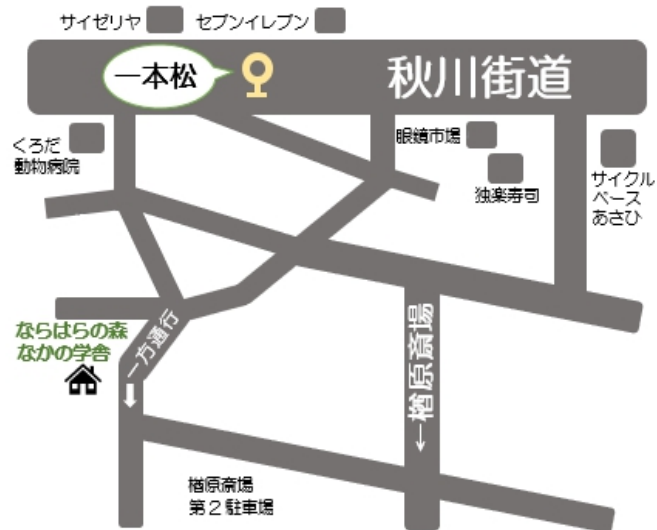 サイゼリヤ
セブンイレブン
一本松
秋川街道
くろだ
動物病院
眼鏡市場
独楽寿司
サイクル
ベース
あさひ
ならはらの森
なかの学舎
一方通行
楢原斎場
楢原斎場
第2駐車場